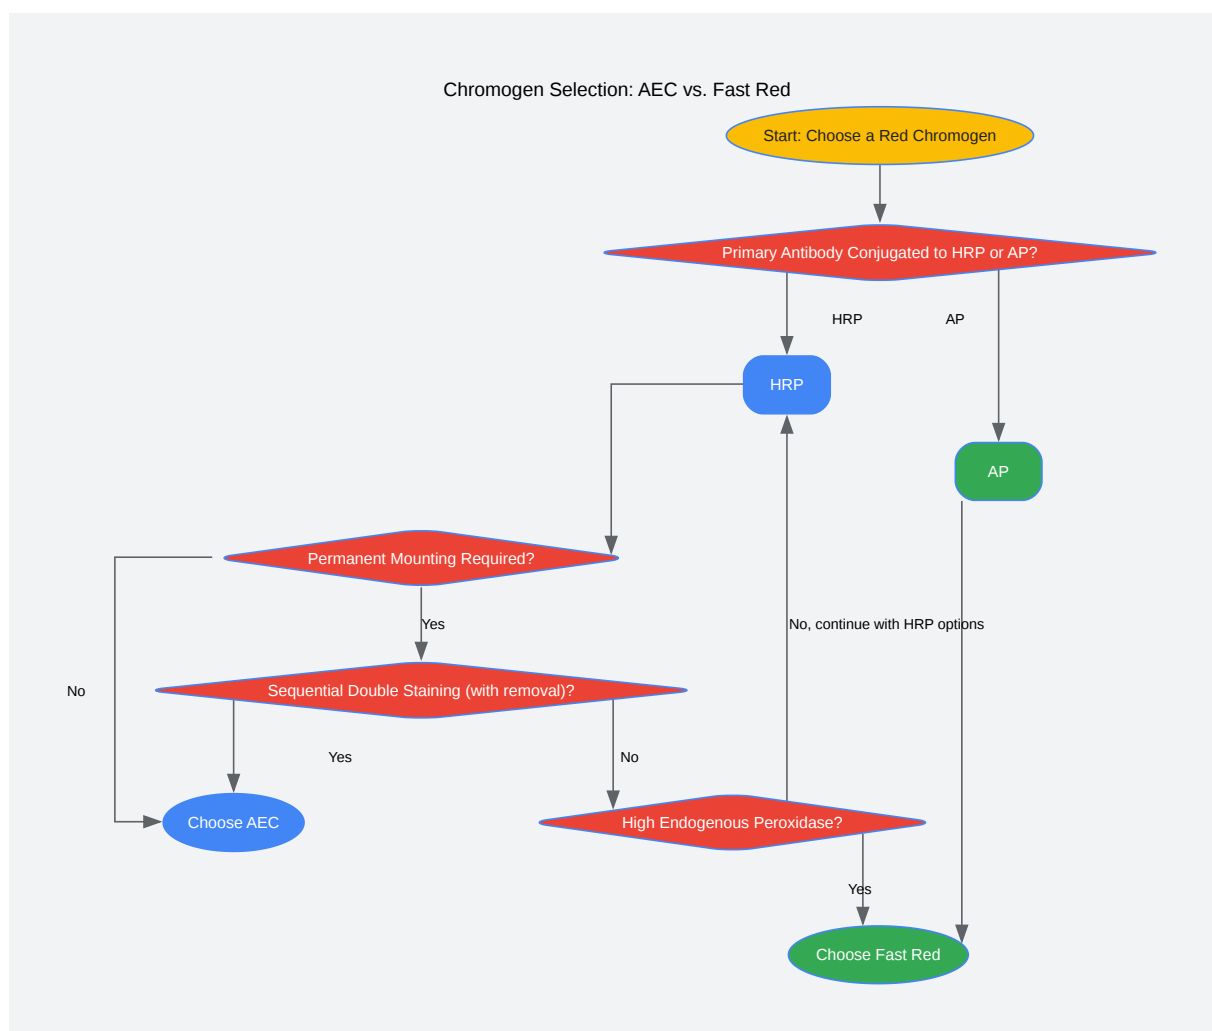 Chromogen Selection: AEC vs. Fast Red
Start: Choose a Red Chromogen
Primary Antibody Conjugated to HRP or AP?
HRP
AP
HRP
AP
Permanent Mounting Required?
Yes
No, continue with HRP options
Sequential Double Staining (with removal)?
No
Yes
No
Choose AEC
High Endogenous Peroxidase?
Yes
Choose Fast Red